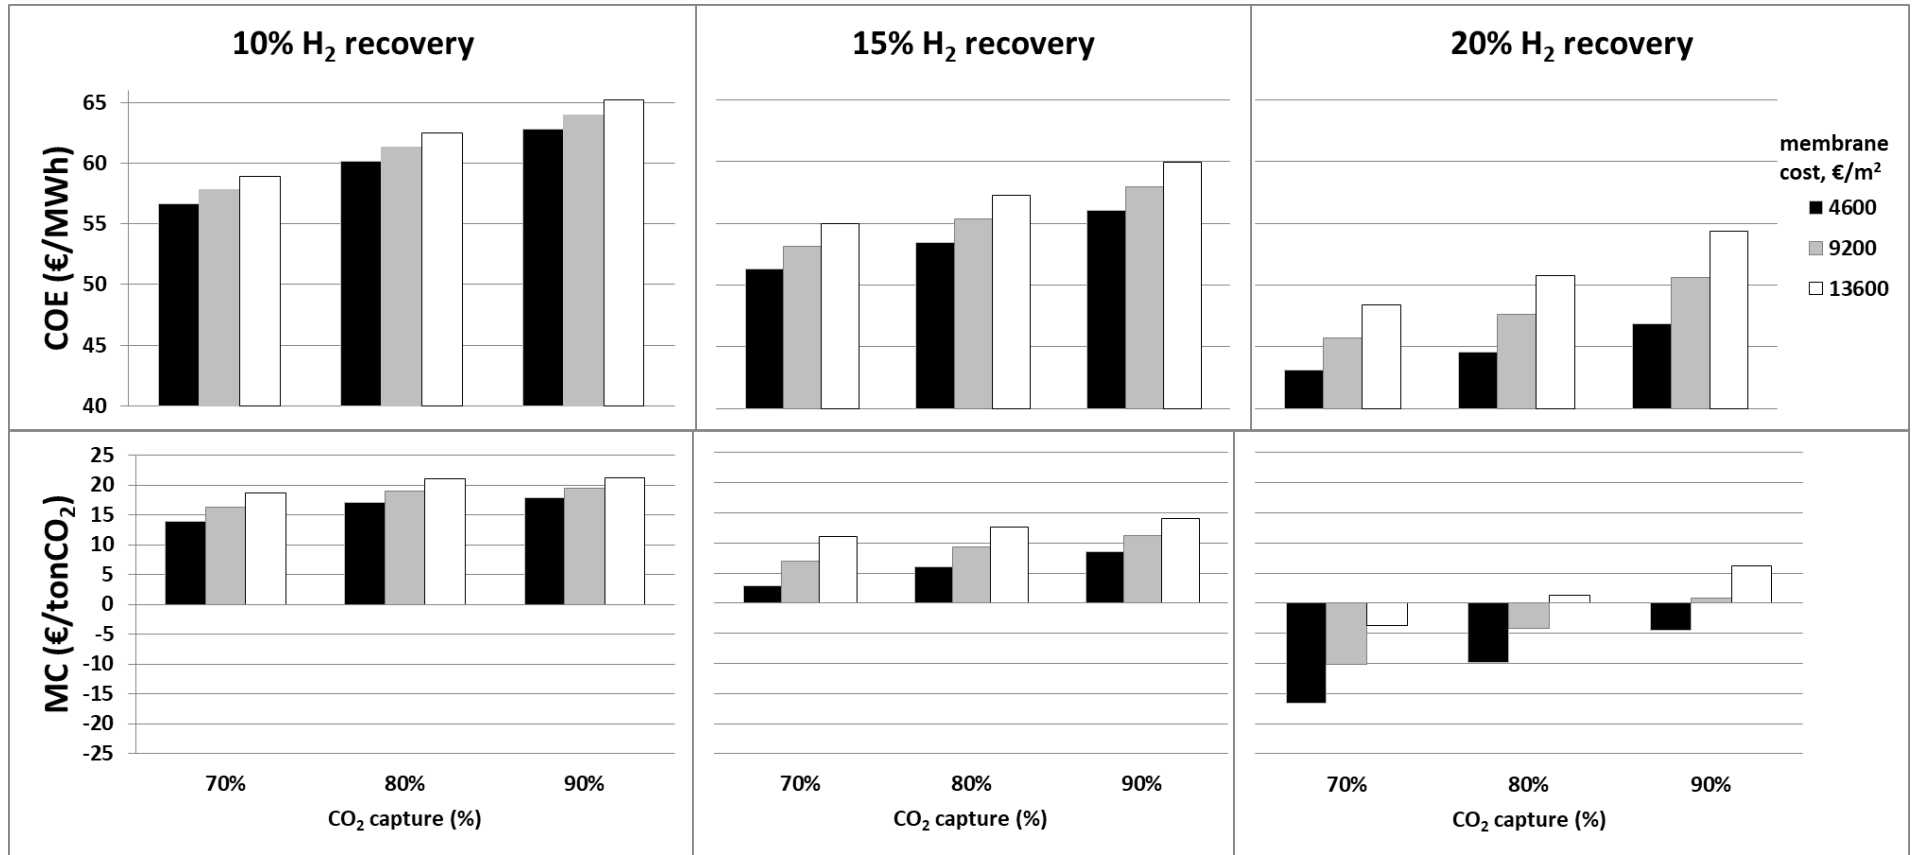 10% H₂ recovery
15% H₂ recovery
20% H₂ recovery
COE (€/MWh)
65
60
55
50
45
40
membrane
cost, €/m²
4600
9200
13600
MC (€/tonCO₂)
25
20
15
10
5
0
-5
-10
-15
-20
-25
70%
80%
90%
CO₂ capture (%)
70%
80%
90%
CO₂ capture (%)
70%
80%
90%
CO₂ capture (%)